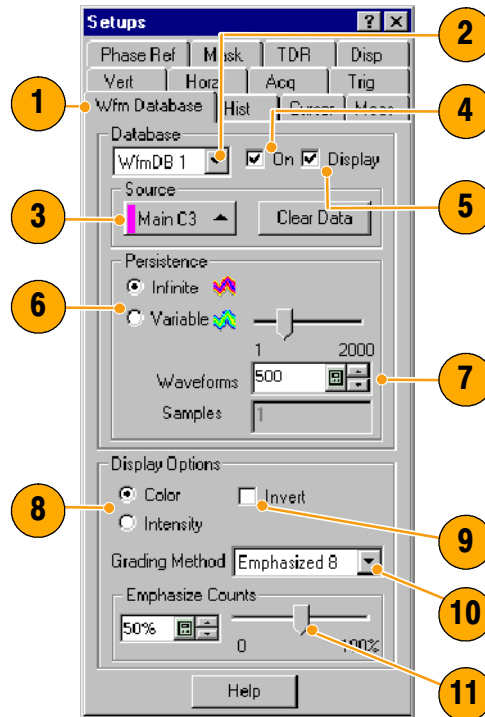 Setups
Phase Ref Mask TDR Disp
Vert Horz Acq Trig
Wfm Database Hist Cursor Meas
Database
WfmDB 1 On Display
Source
Main C3 Clear Data
Persistence
Infinite
Variable
1 2000
Waveforms 500
Samples 1
Display Options
Color Invert
Intensity
Grading Method Emphasized 8
Emphasize Counts
50%
0 100%
Help
1
2
3
4
5
6
7
8
9
10
11